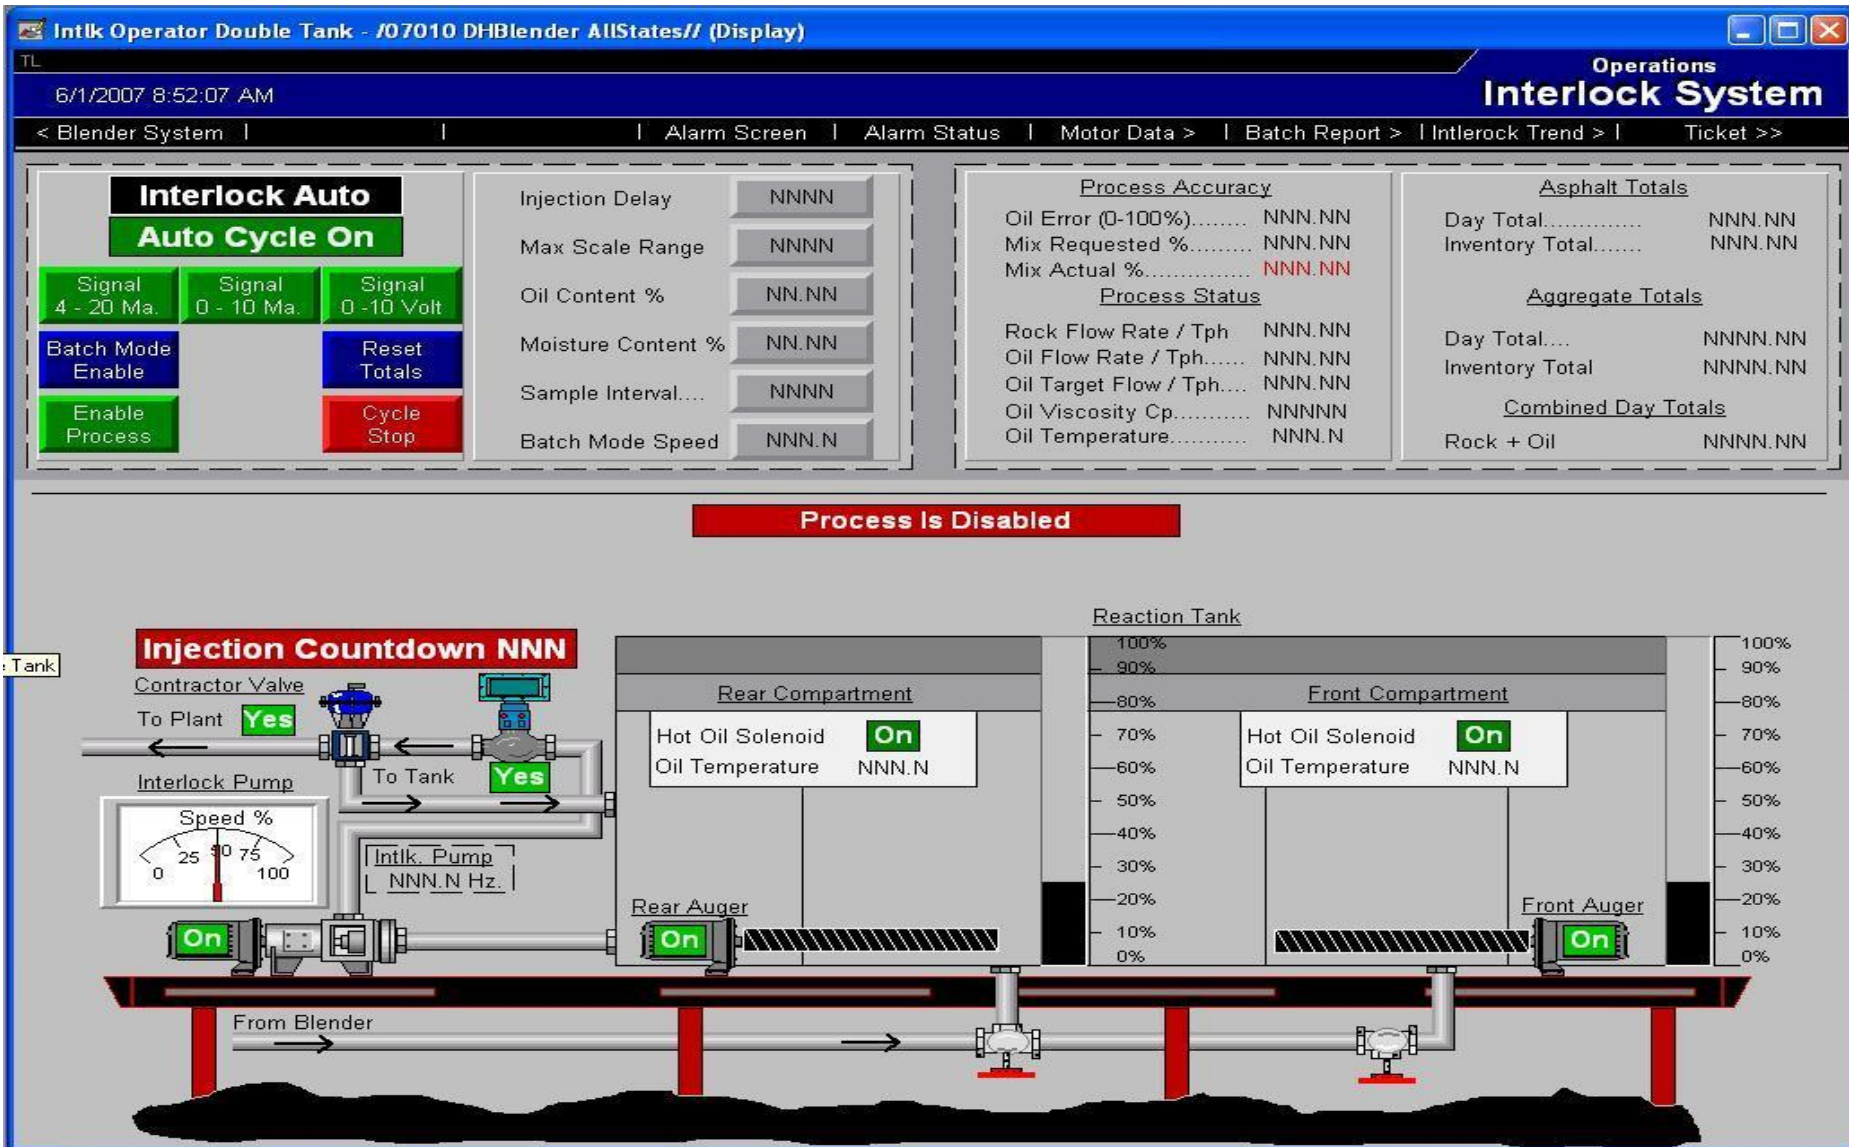 Intlk Operator Double Tank - /07010 DHBlender AllStates// (Display)
TL
Operations
6/1/2007 8:52:07 AM
Interlock System
< Blender System | | | Alarm Screen | Alarm Status | Motor Data > | Batch Report > | Intlerock Trend > | Ticket >>
Interlock Auto
Auto Cycle On
Signal
4 - 20 Ma.
Signal
0 - 10 Ma.
Signal
0 -10 Volt
Batch Mode
Enable
Reset
Totals
Enable
Process
Cycle
Stop
Injection Delay NNNN
Max Scale Range NNNN
Oil Content % NN.NN
Moisture Content % NN.NN
Sample Interval.... NNNN
Batch Mode Speed NNN.N
Process Accuracy
Oil Error (0-100%)........ NNN.NN
Mix Requested %......... NNN.NN
Mix Actual %............... NNN.NN
Process Status
Rock Flow Rate / Tph NNN.NN
Oil Flow Rate / Tph...... NNN.NN
Oil Target Flow / Tph.... NNN.NN
Oil Viscosity Cp........... NNNNN
Oil Temperature........... NNN.N
Asphalt Totals
Day Total.............. NNN.NN
Inventory Total....... NNN.NN
Aggregate Totals
Day Total.... NNNN.NN
Inventory Total NNNN.NN
Combined Day Totals
Rock + Oil NNNN.NN
Process Is Disabled
Reaction Tank
Injection Countdown NNN
Tank
Contractor Valve
To Plant Yes
To Tank Yes
Interlock Pump
Speed %
0 25 50 75 100
Intlk. Pump
NNN.N Hz.
On
Rear Compartment
Hot Oil Solenoid On
Oil Temperature NNN.N
Rear Auger
On
100%
90%
80%
70%
60%
50%
40%
30%
20%
10%
0%
Front Compartment
Hot Oil Solenoid On
Oil Temperature NNN.N
Front Auger
On
100%
90%
80%
70%
60%
50%
40%
30%
20%
10%
0%
From Blender